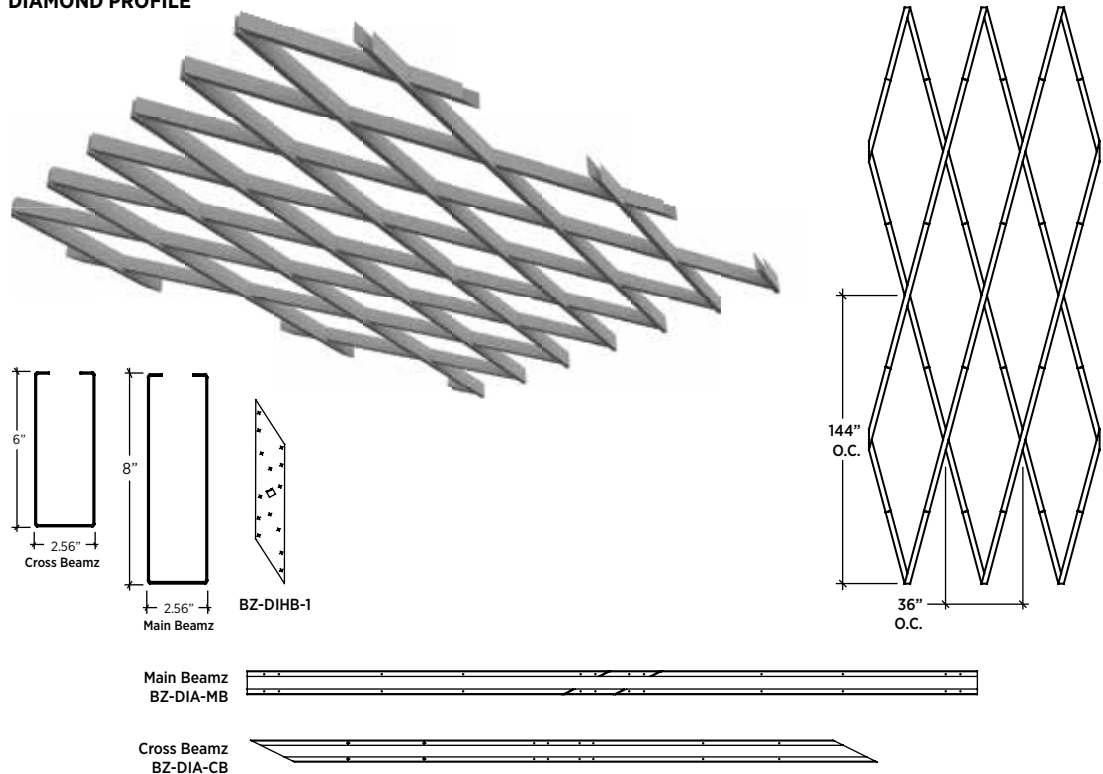 DIAMOND PROFILE
144”
O.C.
36”
O.C.
6”
2.56”
Cross Beamz
8”
2.56”
Main Beamz
BZ-DIHB-1
Main Beamz
BZ-DIA-MB
Cross Beamz
BZ-DIA-CB